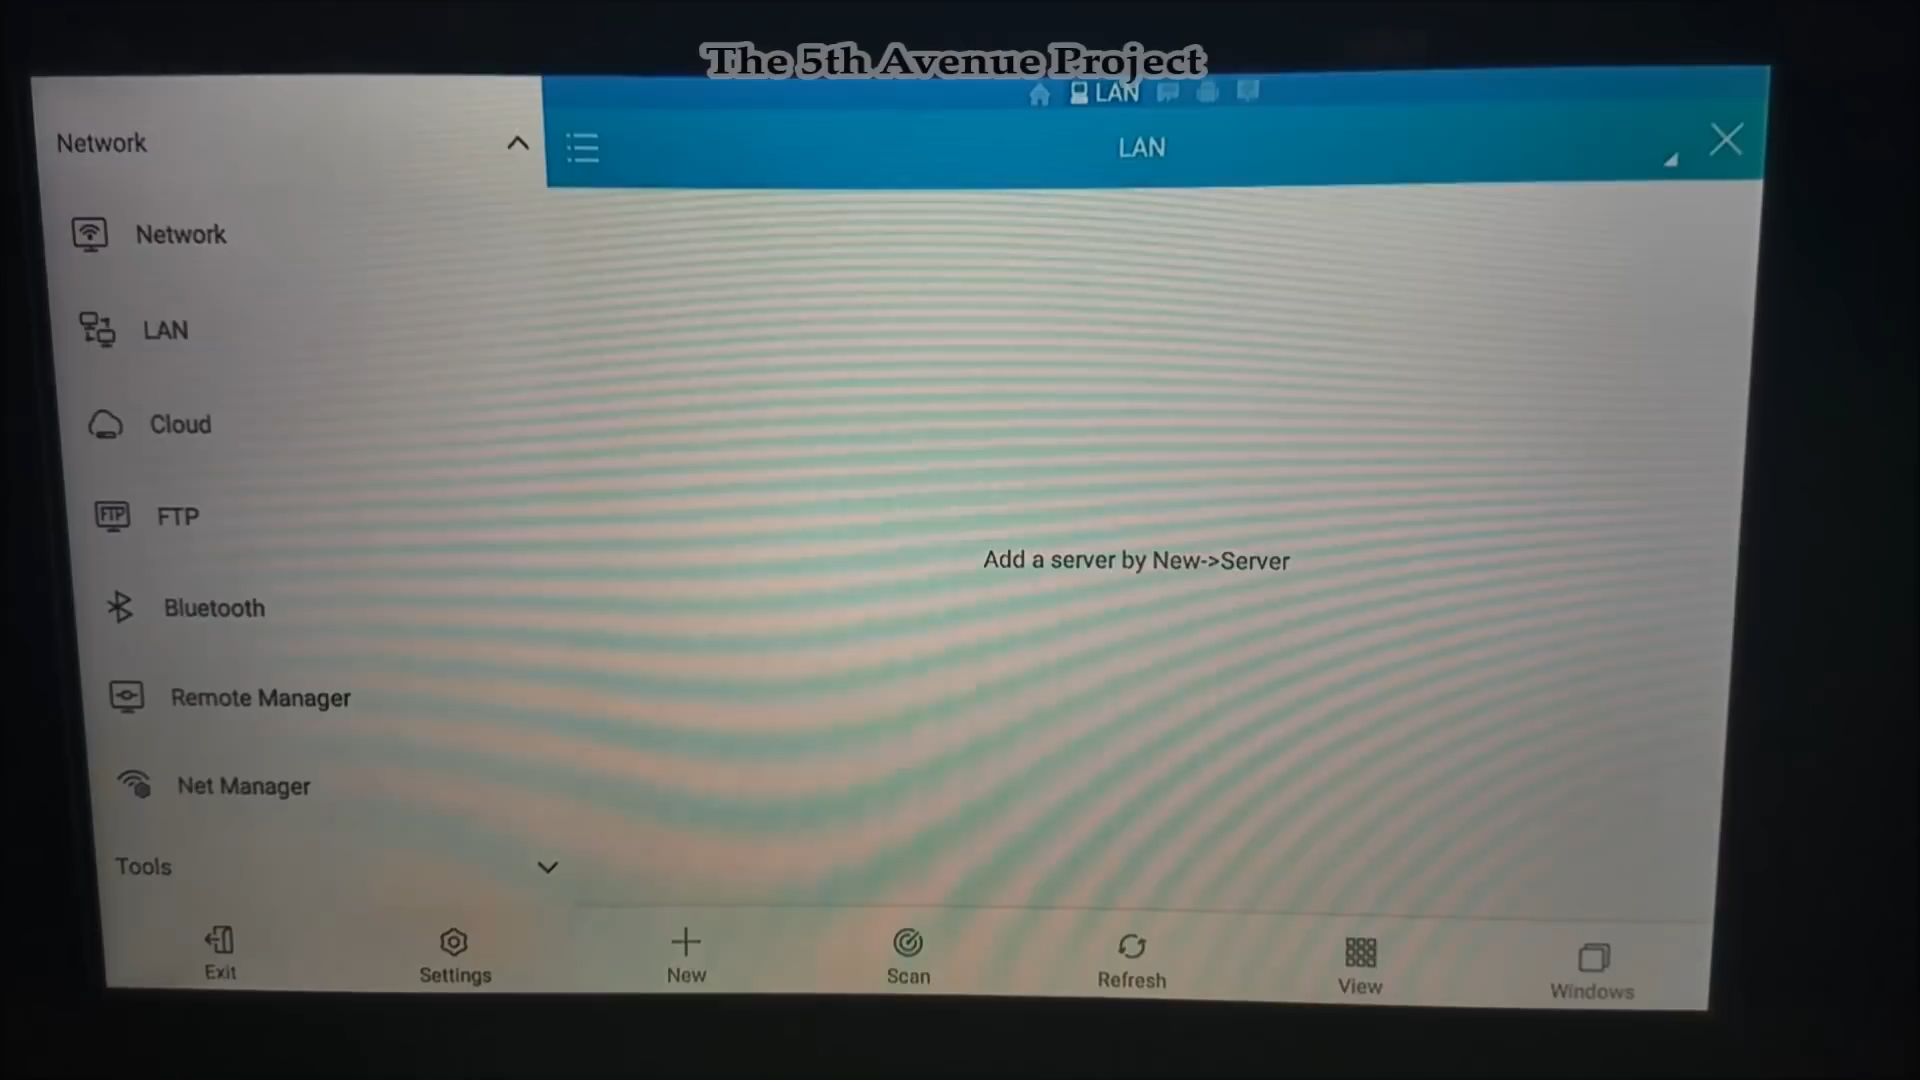 The 5th Avenue Project
LAN
Network
LAN
Network
LAN
Cloud
FTP
FTP
Add a server by New->Server
Bluetooth
Remote Manager
Net Manager
Tools
Exit
Settings
New
Scan
Refresh
View
Windows